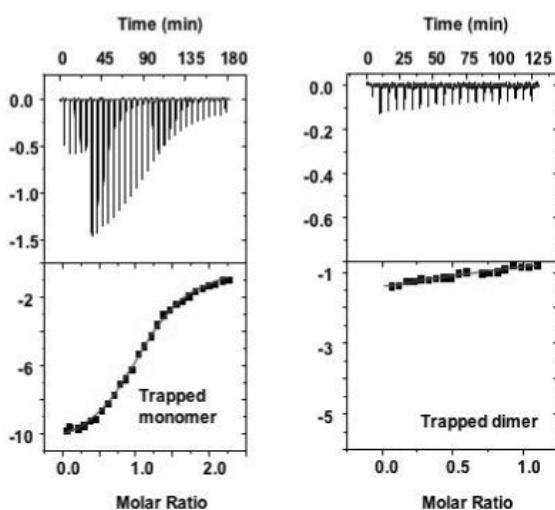 Time (min)
0 45 90 135 180
0.0
-0.5
-1.0
-1.5
-2
-6
-10
Trapped
monomer
0.0 1.0 2.0
Molar Ratio
Time (min)
0 25 50 75 100 125
0.0
-0.2
-0.4
-0.6
-1
-3
-5
Trapped dimer
0.0 0.5 1.0
Molar Ratio